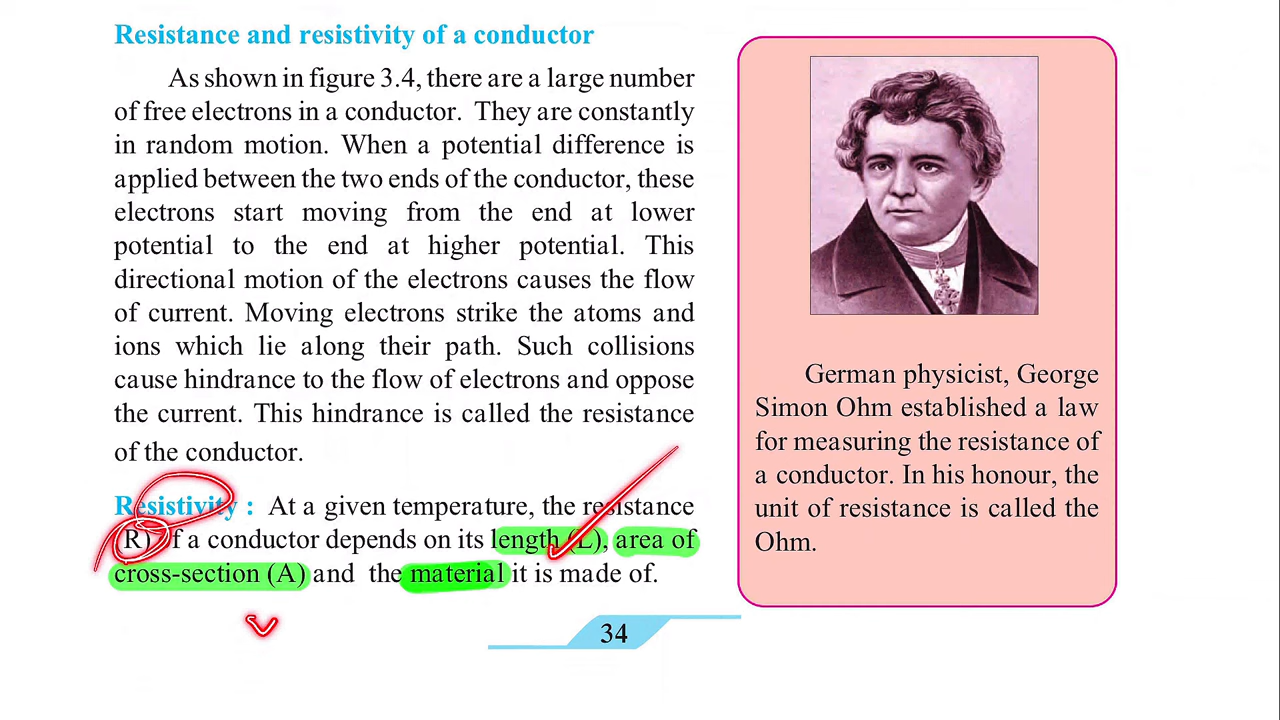 Resistance and resistivity of a conductor
As shown in figure 3.4, there are a large number
of free electrons in a conductor. They are constantly
in random motion. When a potential difference is
applied between the two ends of the conductor, these
electrons start moving from the end at lower
potential to the end at higher potential. This
directional motion of the electrons causes the flow
of current. Moving electrons strike the atoms and
ions which lie along their path. Such collisions
cause hindrance to the flow of electrons and oppose
the current. This hindrance is called the resistance
of the conductor.
Resistivity : At a given temperature, the resistance
R) of a conductor depends on its length (L), area of
cross-section (A) and the material it is made of.
34
German physicist, George
Simon Ohm established a law
for measuring the resistance of
a conductor. In his honour, the
unit of resistance is called the
Ohm.